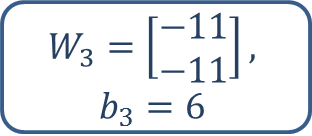 W₃ = [−11
−11],
b₃ = 6